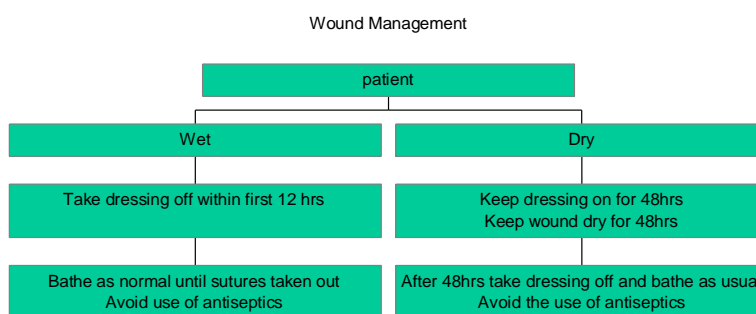 Wound Management
patient
Wet
Dry
Take dressing off within first 12 hrs
Keep dressing on for 48hrs
Keep wound dry for 48hrs
Bathe as normal until sutures taken out
Avoid use of antiseptics
After 48hrs take dressing off and bathe as usua
Avoid the use of antiseptics